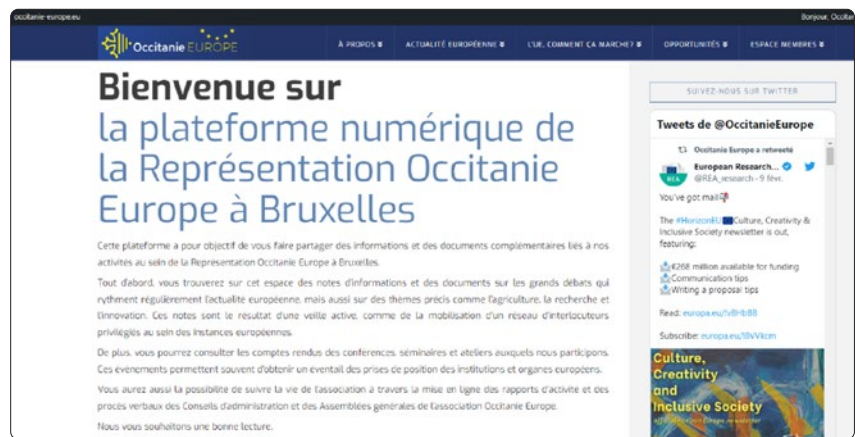 occitanie-europe.eu
Bonjour, Occitan
Occitanie EUROPE
À PROPOS
ACTUALITÉ EUROPÉENNE
L'UE, COMMENT ÇA MARCHE?
OPPORTUNITÉS
ESPACE MEMBRES
Bienvenue sur
la plateforme numérique de
la Représentation Occitanie
Europe à Bruxelles
Cette plateforme a pour objectif de vous faire partager des informations et des documents complémentaires liés à nos
activités au sein de la Représentation Occitanie Europe à Bruxelles.
Tout d'abord, vous trouverez sur cet espace des notes d'informations et des documents sur les grands débats qui
rythment régulièrement l'actualité européenne, mais aussi sur des thèmes précis comme l'agriculture, la recherche et
l'innovation. Ces notes sont le résultat d'une veille active, comme de la mobilisation d'un réseau d'interlocuteurs
privilégiés au sein des instances européennes.
De plus, vous pourrez consulter les comptes rendus des conférences, séminaires et ateliers auxquels nous participons.
Ces évènements permettent souvent d'obtenir un éventail des prises de position des institutions et organes européens.
Vous aurez aussi la possibilité de suivre la vie de l'association à travers la mise en ligne des rapports d'activité et des
procès verbaux des Conseils d'administration et des Assemblées générales de l'association Occitanie Europe.
Nous vous souhaitons une bonne lecture.
SUIVEZ-NOUS SUR TWITTER
Tweets de @OccitanieEurope
Occitanie Europe a retweeté
European Research...
@REA_research · 9 févr.
REA
You've got mail
The #HorizonEU Culture, Creativity &
Inclusive Society newsletter is out,
featuring:
€268 million available for funding
Communication tips
Writing a proposal tips
Read:
Subscribe:
Culture,
Creativity
and
Inclusive Society